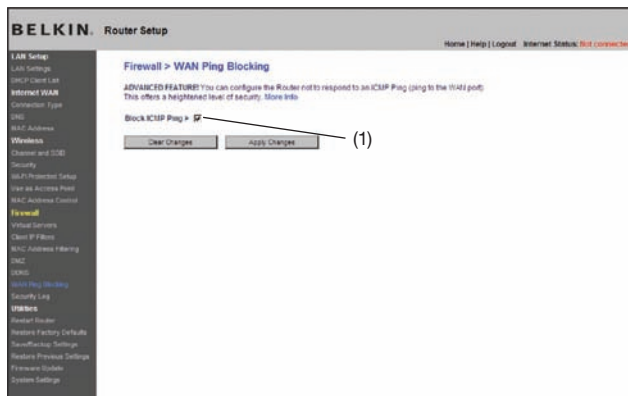 BELKIN. Router Setup
Home | Help | Logout Internet Status: Not connected
LAN Setup
LAN Settings
DHCP Client List
Internet WAN
Connection Type
DNS
MAC Address
Wireless
Channel and SSID
Security
Wi-Fi Protected Setup
Use as Access Point
MAC Address Control
Firewall
Virtual Servers
Client IP Filters
MAC Address Filtering
DMZ
DDNS
WAN Ping Blocking
Security Log
Utilities
Restart Router
Restore Factory Defaults
Save/Backup Settings
Restore Previous Settings
Firmware Update
System Settings
Firewall > WAN Ping Blocking
ADVANCED FEATURE! You can configure the Router not to respond to an ICMP Ping (ping to the WAN port).
This offers a heightened level of security. More Info
Block ICMP Ping >
Clear Changes Apply Changes
(1)